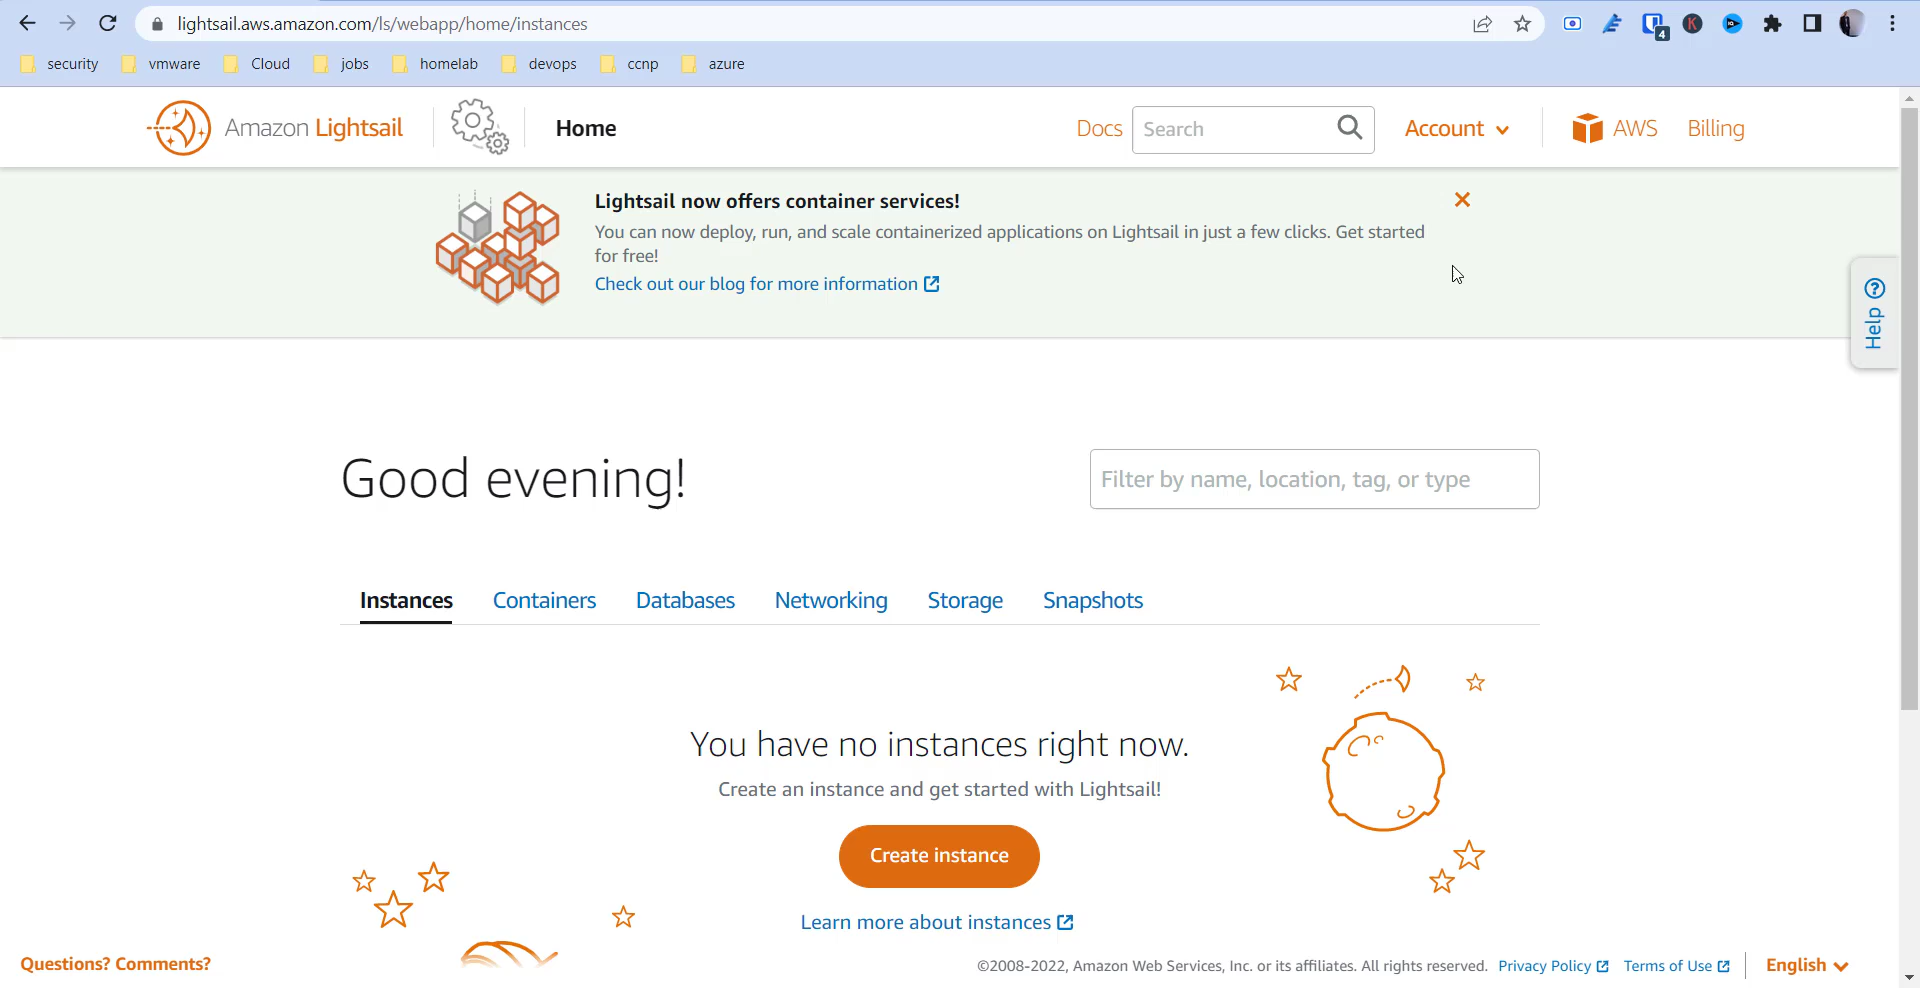 lightsail.aws.amazon.com/ls/webapp/home/instances
4
K
security vmware Cloud jobs homelab devops ccnp azure
Amazon Lightsail Home Docs Search Account AWS Billing
Lightsail now offers container services!
You can now deploy, run, and scale containerized applications on Lightsail in just a few clicks. Get started
for free!
Check out our blog for more information
Help ?
Good evening!
Filter by name, location, tag, or type
Instances Containers Databases Networking Storage Snapshots
You have no instances right now.
Create an instance and get started with Lightsail!
Create instance
Learn more about instances
Questions? Comments?
©2008-2022, Amazon Web Services, Inc. or its affiliates. All rights reserved. Privacy Policy Terms of Use English